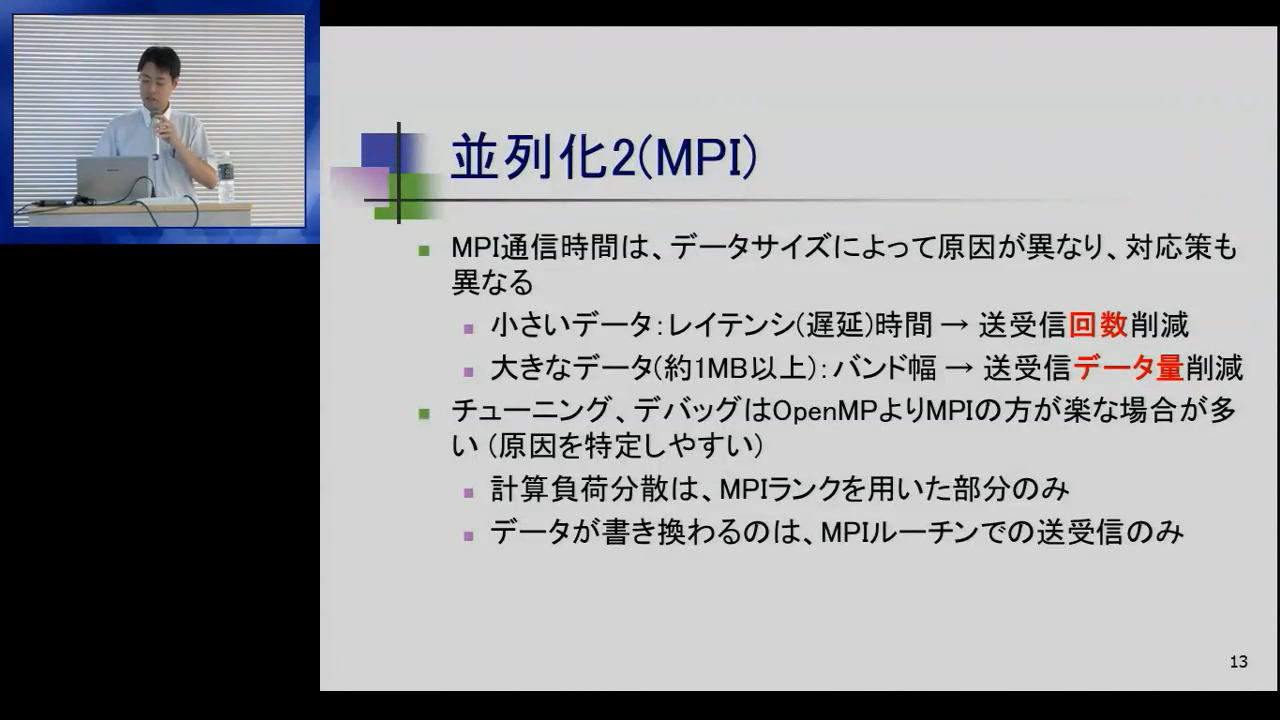 並列化2(MPI)
MPI通信時間は、データサイズによって原因が異なり、対応策も
異なる
小さいデータ:レイテンシ(遅延)時間 → 送受信回数削減
大きなデータ(約1MB以上):バンド幅 → 送受信データ量削減
チューニング、デバッグはOpenMPよりMPIの方が楽な場合が多
い (原因を特定しやすい)
計算負荷分散は、MPIランクを用いた部分のみ
データが書き換わるのは、MPIルーチンでの送受信のみ
13